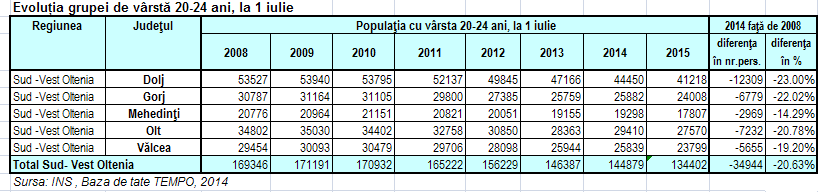 Evoluția grupei de vârstă 20-24 ani, la 1 iulie
Regiunea Județul Populația cu vârsta 20-24 ani, la 1 iulie 2014 față de 2008
2008 2009 2010 2011 2012 2013 2014 2015 diferența în nr.pers. diferența în %
Sud -Vest Oltenia Dolj 53527 53940 53795 52137 49845 47166 44450 41218 -12309 -23.00%
Sud -Vest Oltenia Gorj 30787 31164 31105 29800 27385 25759 25882 24008 -6779 -22.02%
Sud -Vest Oltenia Mehedinți 20776 20964 21151 20821 20051 19155 19298 17807 -2969 -14.29%
Sud -Vest Oltenia Olt 34802 35030 34402 32758 30850 28363 29410 27570 -7232 -20.78%
Sud -Vest Oltenia Vâlcea 29454 30093 30479 29706 28098 25944 25839 23799 -5655 -19.20%
Total Sud- Vest Oltenia 169346 171191 170932 165222 156229 146387 144879 134402 -34944 -20.63%
Sursa: INS , Baza de tate TEMPO, 2014